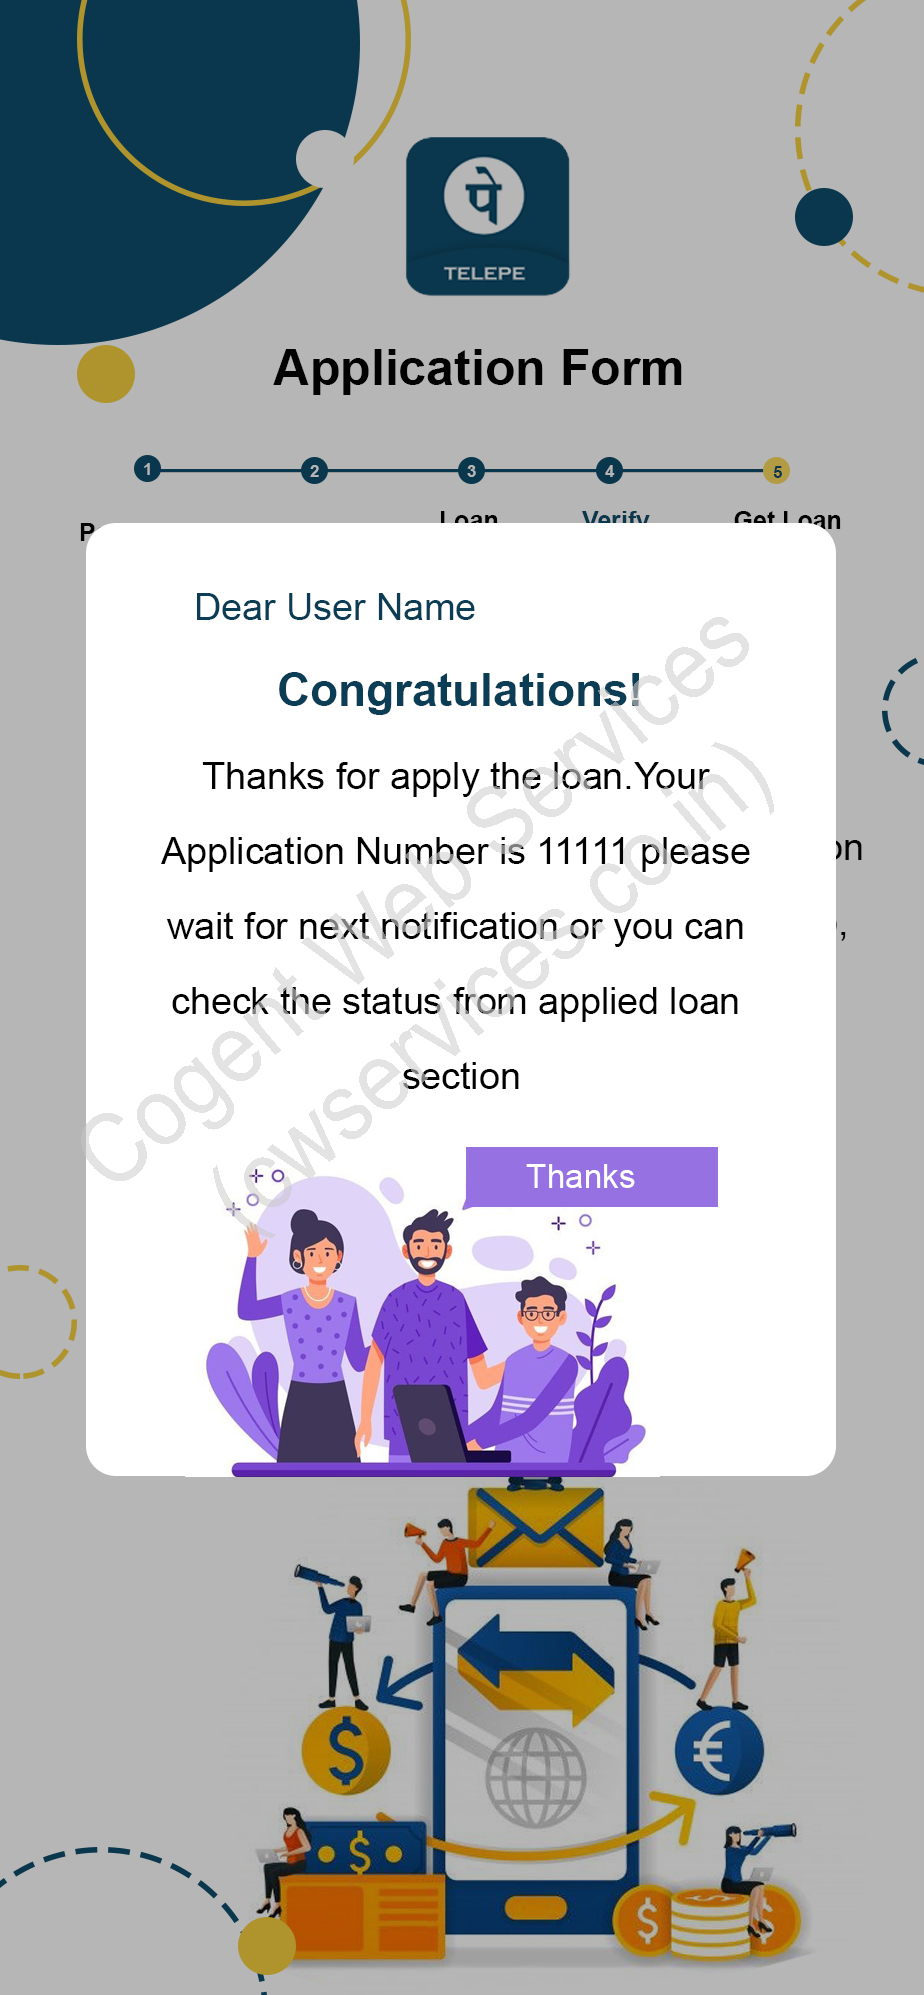 पे
TELEPE
Application Form
1 2 3 4 5
Loan Verify Get Loan
Dear User Name
Congratulations!
Thanks for apply the loan.Your
Application Number is 11111 please
wait for next notification or you can
check the status from applied loan
section
Cogent Web Services
(cwservices.co.in)
Thanks
$ €
$
$ $ $